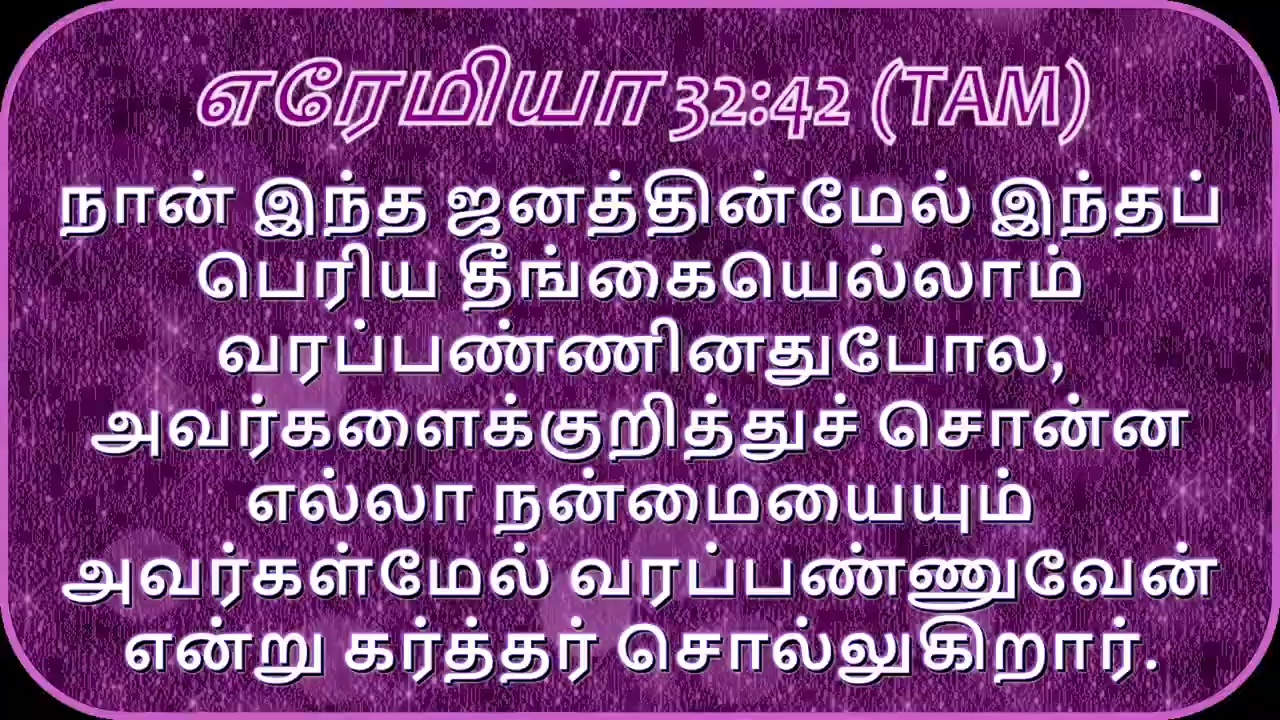 எரேமியா 32:42 (TAM)
நான் இந்த ஜனத்தின்மேல் இந்தப்
பெரிய தீங்கையெல்லாம்
வரப்பண்ணினதுபோல,
அவர்களைக்குறித்துச் சொன்ன
எல்லா நன்மையையும்
அவர்கள்மேல் வரப்பண்ணுவேன்
என்று கர்த்தர் சொல்லுகிறார்.